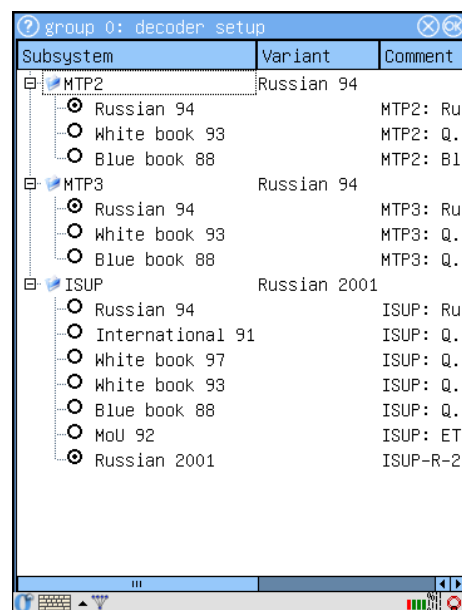 group 0: decoder setup OK
Subsystem Variant Comment
MTP2 Russian 94
Russian 94 MTP2: Ru
White book 93 MTP2: Q.
Blue book 88 MTP2: Bl
MTP3 Russian 94
Russian 94 MTP3: Ru
White book 93 MTP3: Q.
Blue book 88 MTP3: Q.
ISUP Russian 2001
Russian 94 ISUP: Ru
International 91 ISUP: Q.
White book 97 ISUP: Q.
White book 93 ISUP: Q.
Blue book 88 ISUP: Q.
MoU 92 ISUP: ET
Russian 2001 ISUP-R-2